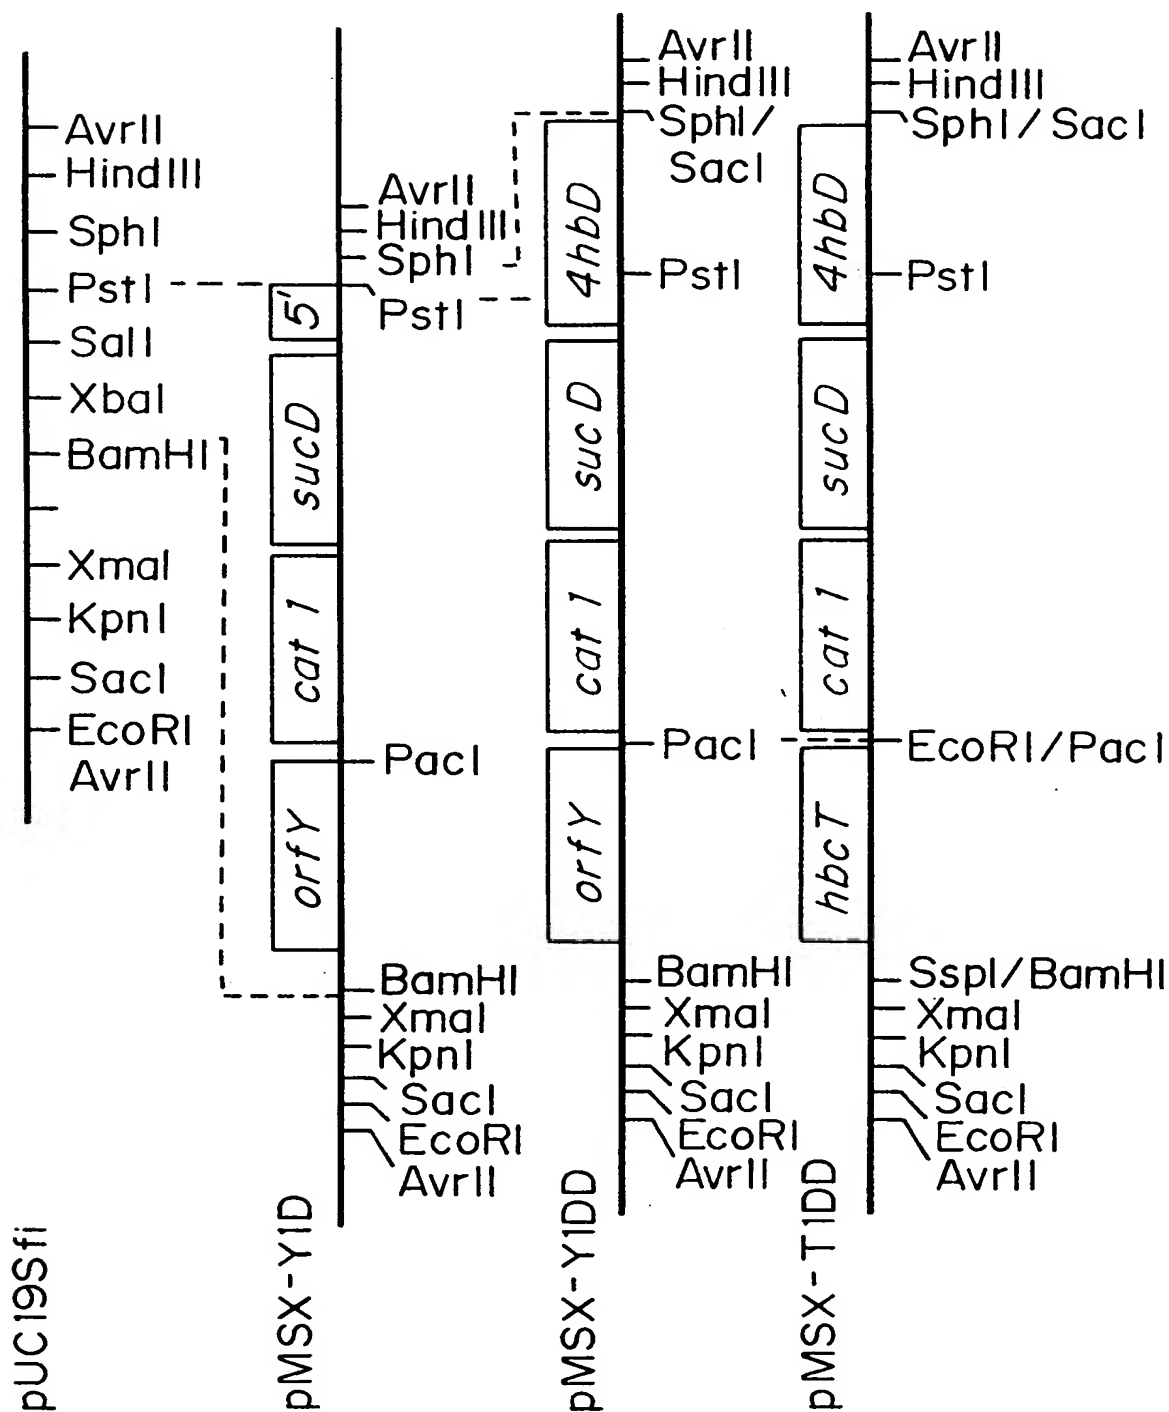 AvrII
HindIII
SphI
PstI
SalI
XbaI
BamHI
XmaI
KpnI
SacI
EcoRI
AvrII
pUC19Sfi
AvrII
HindIII
SphI
PstI
5'
sucD
cat 1
PacI
orfY
BamHI
XmaI
KpnI
SacI
EcoRI
AvrII
pMSX-Y1D
AvrII
HindIII
SphI/
SacI
4hbD
PstI
sucD
cat 1
PacI
orfY
BamHI
XmaI
KpnI
SacI
EcoRI
AvrII
pMSX-Y1DD
AvrII
HindIII
SphI/SacI
4hbD
PstI
sucD
cat 1
EcoRI/PacI
hbcT
SspI/BamHI
XmaI
KpnI
SacI
EcoRI
AvrII
pMSX-T1DD